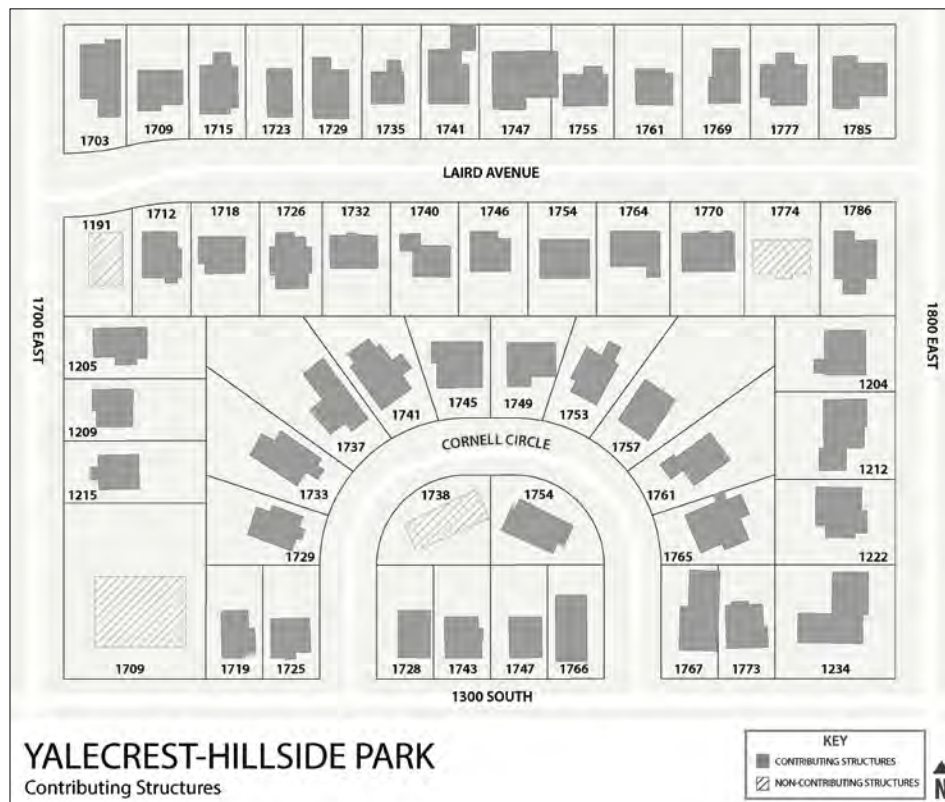 1703 1709 1715 1723 1729 1735 1741 1747 1755 1761 1769 1777 1785
LAIRD AVENUE
1191 1712 1718 1726 1732 1740 1746 1754 1764 1770 1774 1786
1700 EAST
1800 EAST
1205
1204
1209
1741 1745 1749 1753
1737 1757
CORNELL CIRCLE
1212
1215
1733 1761
1738 1754
1729 1765 1222
1709 1719 1725 1728 1743 1747 1766 1767 1773 1234
1300 SOUTH
YALECREST-HILLSIDE PARK
Contributing Structures
KEY
CONTRIBUTING STRUCTURES
NON-CONTRIBUTING STRUCTURES
N